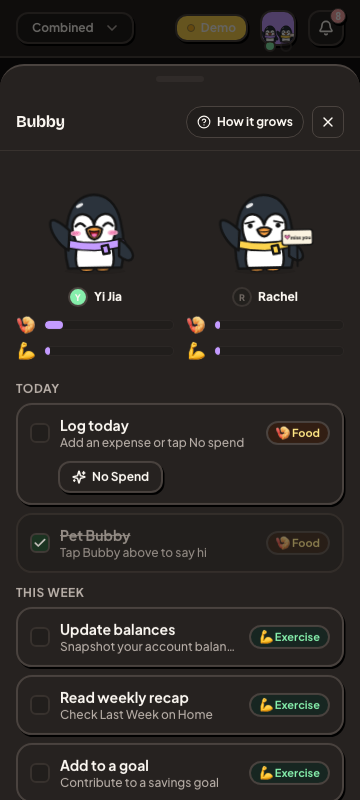 Combined
Demo
8
Bubby
How it grows
miss you
Y Yi Jia
R Rachel
TODAY
Log today
Add an expense or tap No spend
Food
No Spend
Pet Bubby
Tap Bubby above to say hi
Food
THIS WEEK
Update balances
Snapshot your account balan...
Exercise
Read weekly recap
Check Last Week on Home
Exercise
Add to a goal
Contribute to a savings goal
Exercise